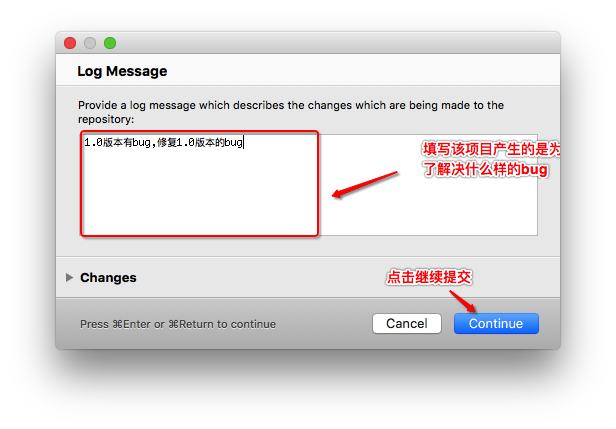 Log Message
Provide a log message which describes the changes which are being made to the
repository:
1.0版本有bug,修复1.0版本的bug
填写该项目产生的是为
了解决什么样的bug
Changes
点击继续提交
Press ⌘Enter or ⌘Return to continue
Cancel
Continue